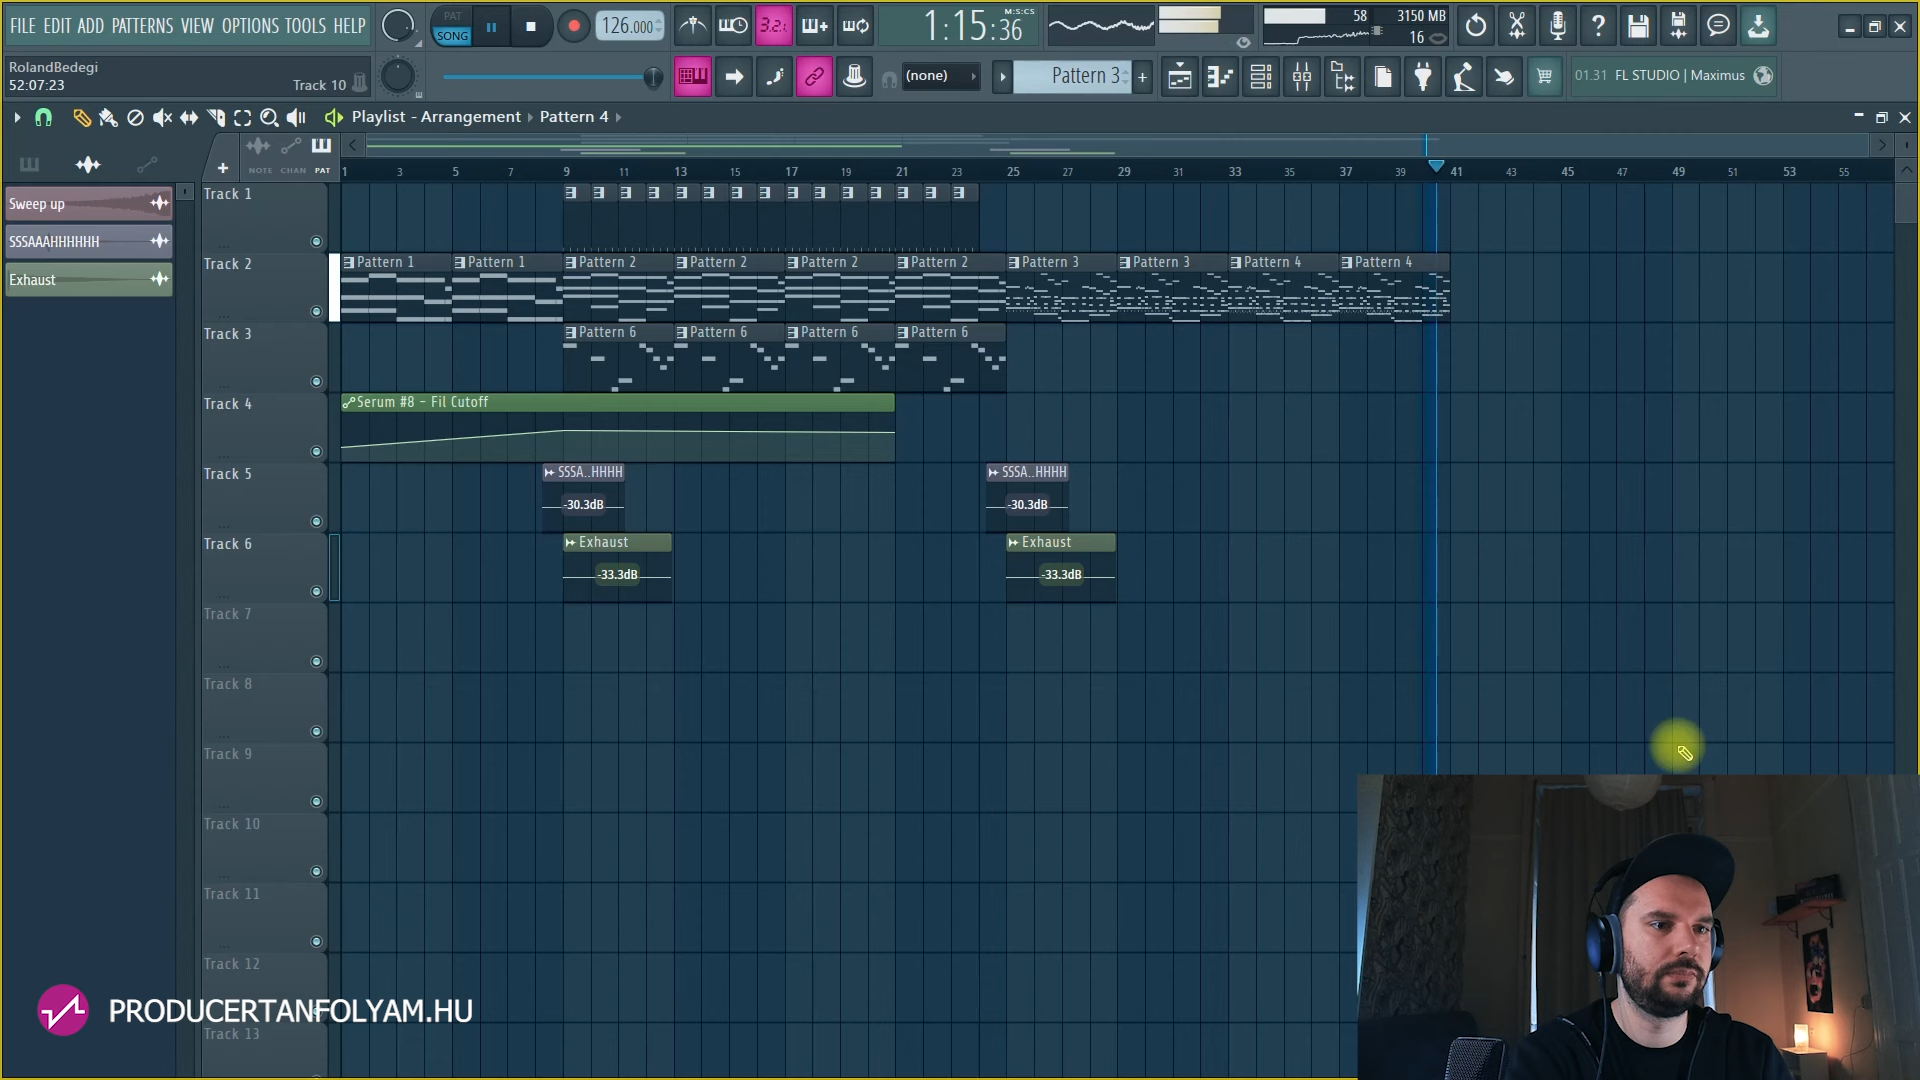 FILE EDIT ADD PATTERNS VIEW OPTIONS TOOLS HELP
PAT
SONG
126.000
3.2.
1:15:36
M:S:CS
58
3150 MB
16
RolandBedegi
52:07:23
Track 10
(none)
Pattern 3
+
01.31 FL STUDIO | Maximus
Playlist - Arrangement
Pattern 4
NOTE CHAN PAT
1 3 5 7 9 11 13 15 17 19 21 23 25 27 29 31 33 35 37 39 41 43 45 47 49 51 53 55
Sweep up
SSSAAAHHHHHH
Exhaust
Track 1
Track 2
Pattern 1 Pattern 1 Pattern 2 Pattern 2 Pattern 2 Pattern 2 Pattern 3 Pattern 3 Pattern 4 Pattern 4
Track 3
Pattern 6 Pattern 6 Pattern 6 Pattern 6
Track 4
Serum #8 - Fil Cutoff
Track 5
SSSA..HHHH SSSA..HHHH
-30.3dB -30.3dB
Track 6
Exhaust Exhaust
-33.3dB -33.3dB
Track 7
Track 8
Track 9
Track 10
Track 11
Track 12
Track 13
PRODUCERTANFOLYAM.HU